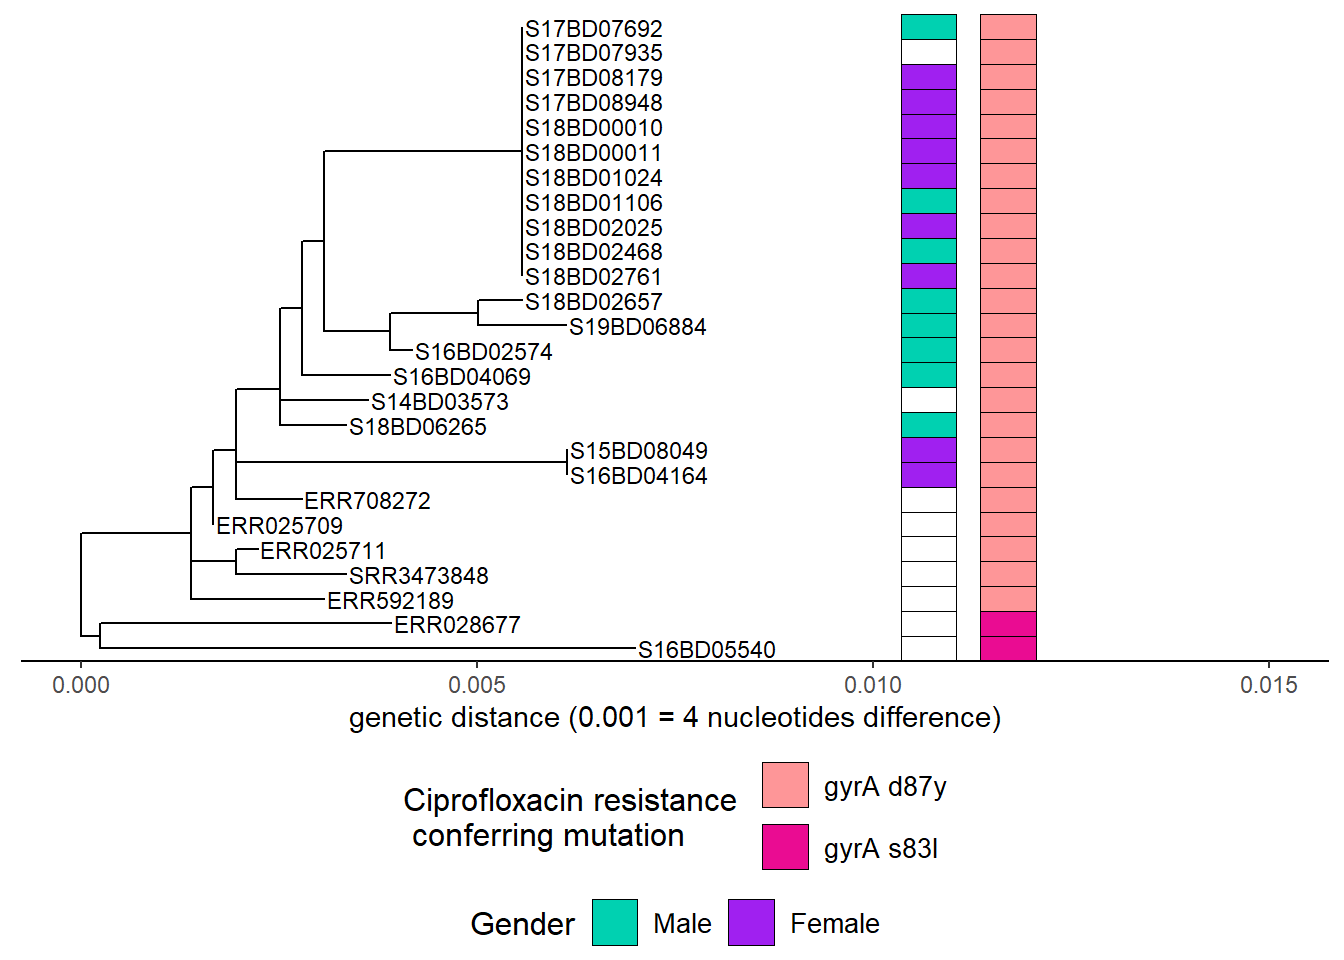 S17BD07692
S17BD07935
S17BD08179
S17BD08948
S18BD00010
S18BD00011
S18BD01024
S18BD01106
S18BD02025
S18BD02468
S18BD02761
S18BD02657
S19BD06884
S16BD02574
S16BD04069
S14BD03573
S18BD06265
S15BD08049
S16BD04164
ERR708272
ERR025709
ERR025711
SRR3473848
ERR592189
ERR028677
S16BD05540
0.000 0.005 0.010 0.015
genetic distance (0.001 = 4 nucleotides difference)
Ciprofloxacin resistance
conferring mutation
gyrA d87y
gyrA s83l
Gender Male Female